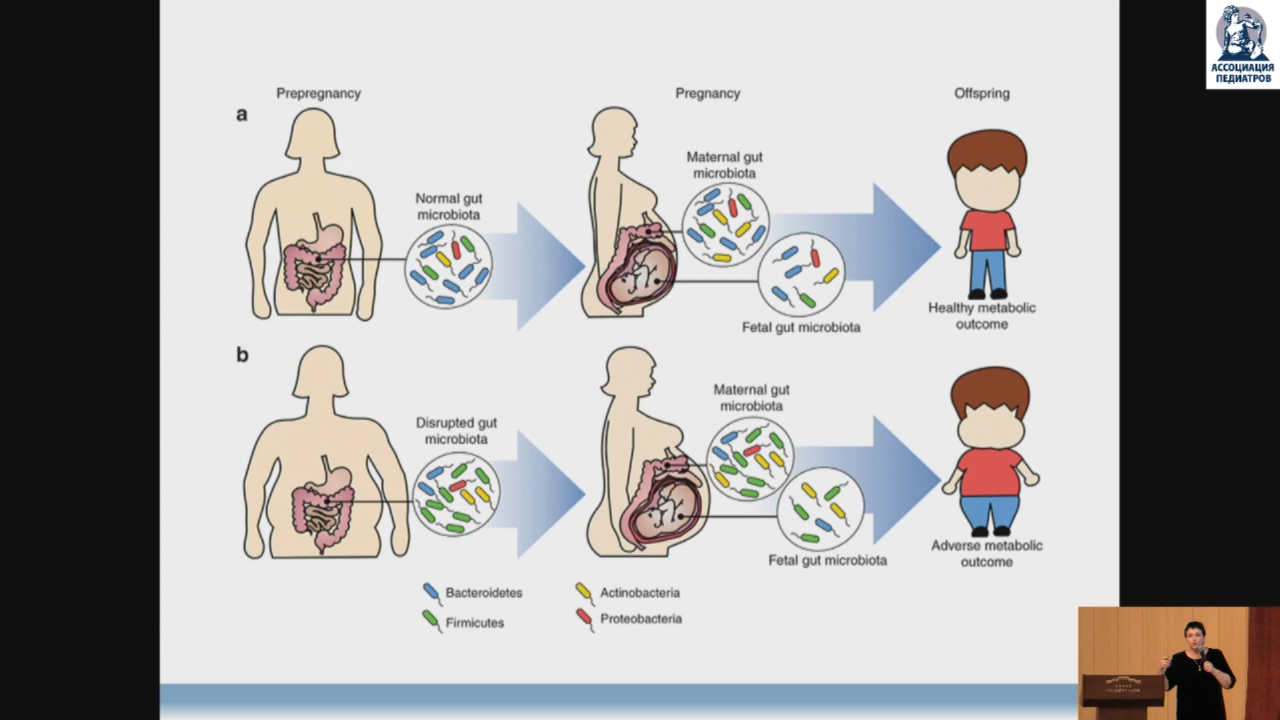 АССОЦИАЦИЯ
ПЕДИАТРОВ
Prepregnancy
Pregnancy
Offspring
a
Maternal gut
microbiota
Normal gut
microbiota
Healthy metabolic
outcome
Fetal gut microbiota
b
Maternal gut
microbiota
Disrupted gut
microbiota
Adverse metabolic
outcome
Fetal gut microbiota
Bacteroidetes
Actinobacteria
Firmicutes
Proteobacteria